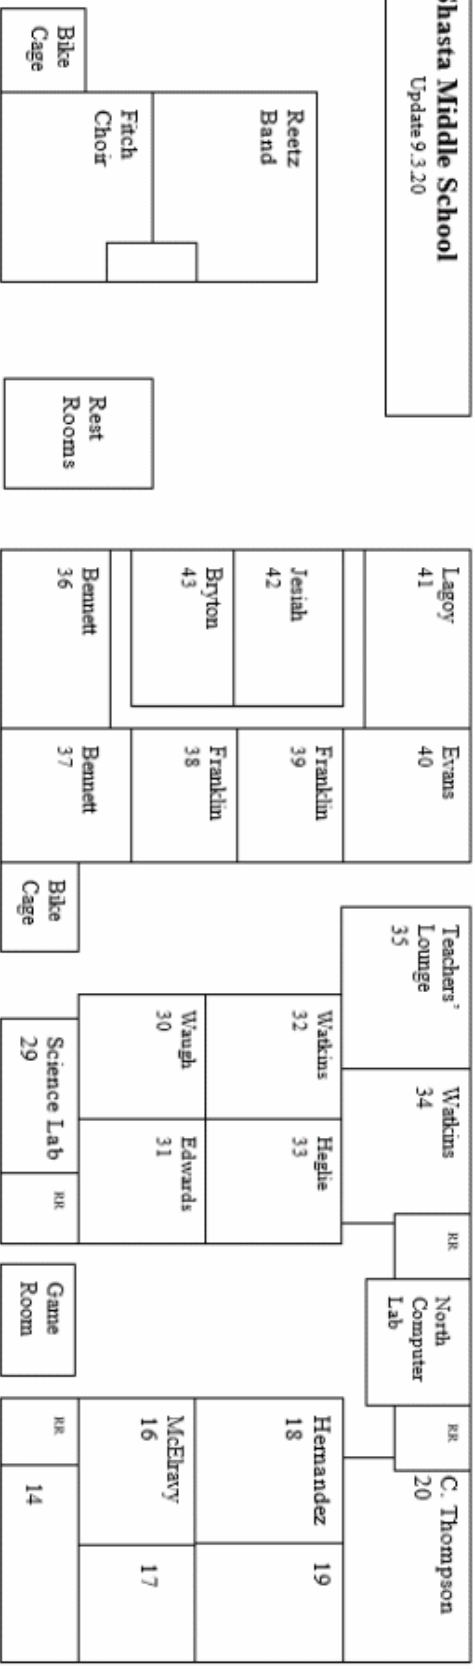 Shasta Middle School
Update 9.3.20
Lagoy
41
Evans
40
Teachers'
Lounge
35
Watkins
34
RR
North
Computer
Lab
RR
C. Thompson
20
Reetz
Band
Jesiah
42
Franklin
39
Watkins
32
Heglie
33
Hernandez
18
19
Bryton
43
Franklin
38
Waugh
30
Edwards
31
McElravy
16
17
Fitch
Choir
Bike
Cage
Rest
Rooms
Bennett
36
Bennett
37
Bike
Cage
Science Lab
29
RR
Game
Room
RR
14